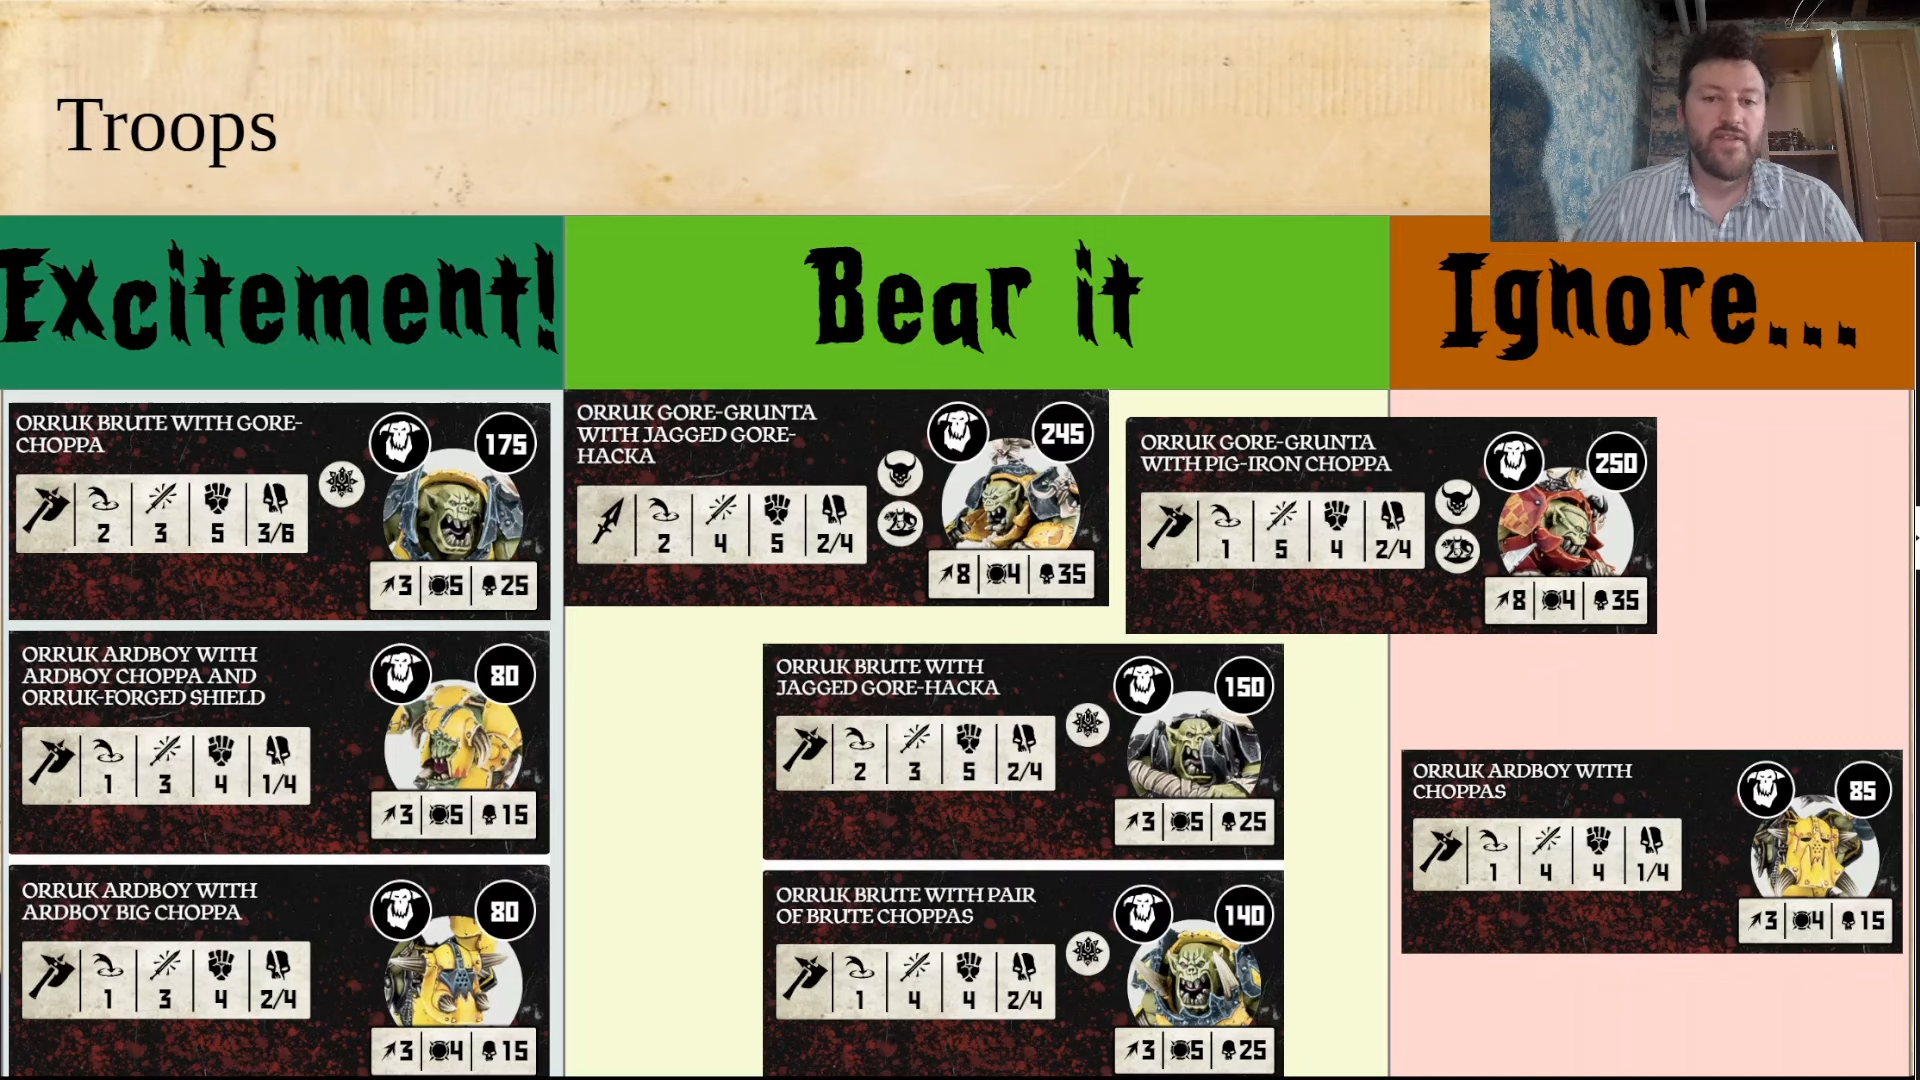 Troops
Excitement!
Bear it
Ignore...
ORRUK BRUTE WITH GORE-
CHOPPA
175
2 3 5 3/6
3 5 25
ORRUK ARDBOY WITH
ARDBOY CHOPPA AND
ORRUK-FORGED SHIELD
80
1 3 4 1/4
3 5 15
ORRUK ARDBOY WITH
ARDBOY BIG CHOPPA
80
1 3 4 2/4
3 4 15
ORRUK GORE-GRUNTA
WITH JAGGED GORE-
HACKA
245
2 4 5 2/4
8 4 35
ORRUK GORE-GRUNTA
WITH PIG-IRON CHOPPA
250
1 5 4 2/4
8 4 35
ORRUK BRUTE WITH
JAGGED GORE-HACKA
150
2 3 5 2/4
3 5 25
ORRUK BRUTE WITH PAIR
OF BRUTE CHOPPAS
140
1 4 4 2/4
3 5 25
ORRUK ARDBOY WITH
CHOPPAS
85
1 4 4 1/4
3 4 15